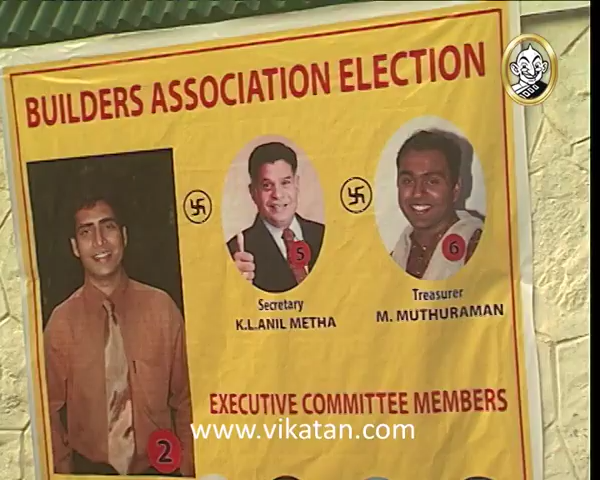 BUILDERS ASSOCIATION ELECTION
5
6
Secretary
K.L.ANIL METHA
Treasurer
M. MUTHURAMAN
EXECUTIVE COMMITTEE MEMBERS
www.vikatan.com
2